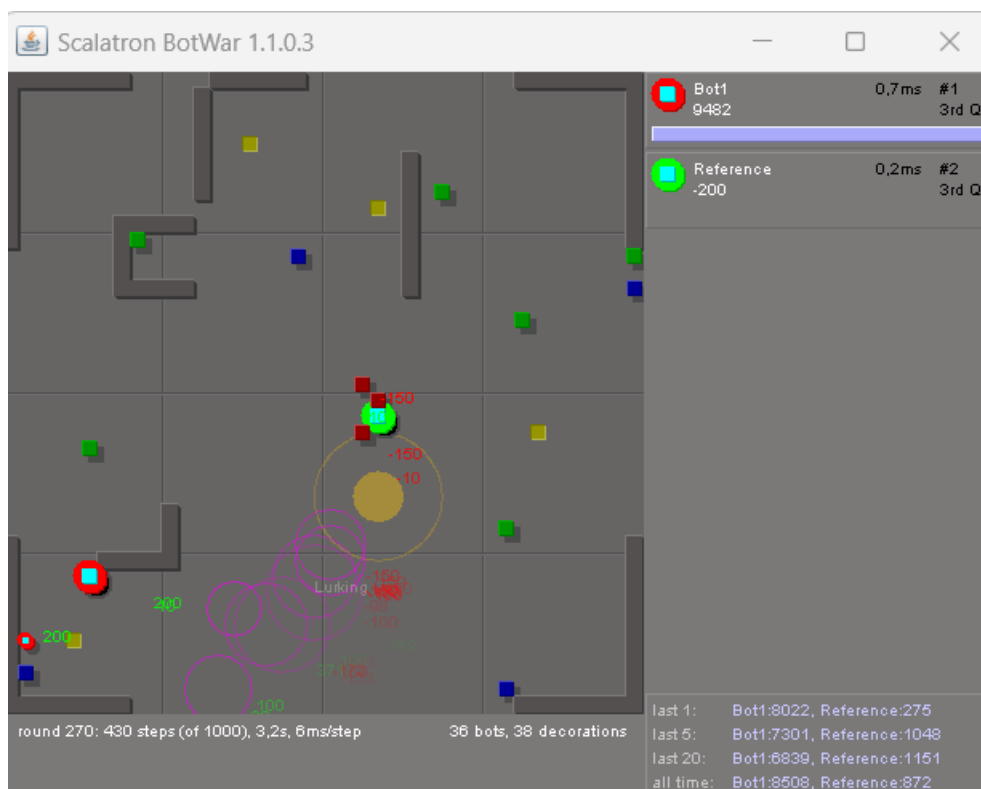 Scalatron BotWar 1.1.0.3
Bot1 0,7ms #1
9482 3rd Q
Reference 0,2ms #2
-200 3rd Q
-150
-150
-10
Lurking
-150
200
200
-100
100
round 270: 430 steps (of 1000), 3,2s, 6ms/step
36 bots, 38 decorations
last 1: Bot1:8022, Reference:275
last 5: Bot1:7301, Reference:1048
last 20: Bot1:6839, Reference:1151
all time: Bot1:8508, Reference:872